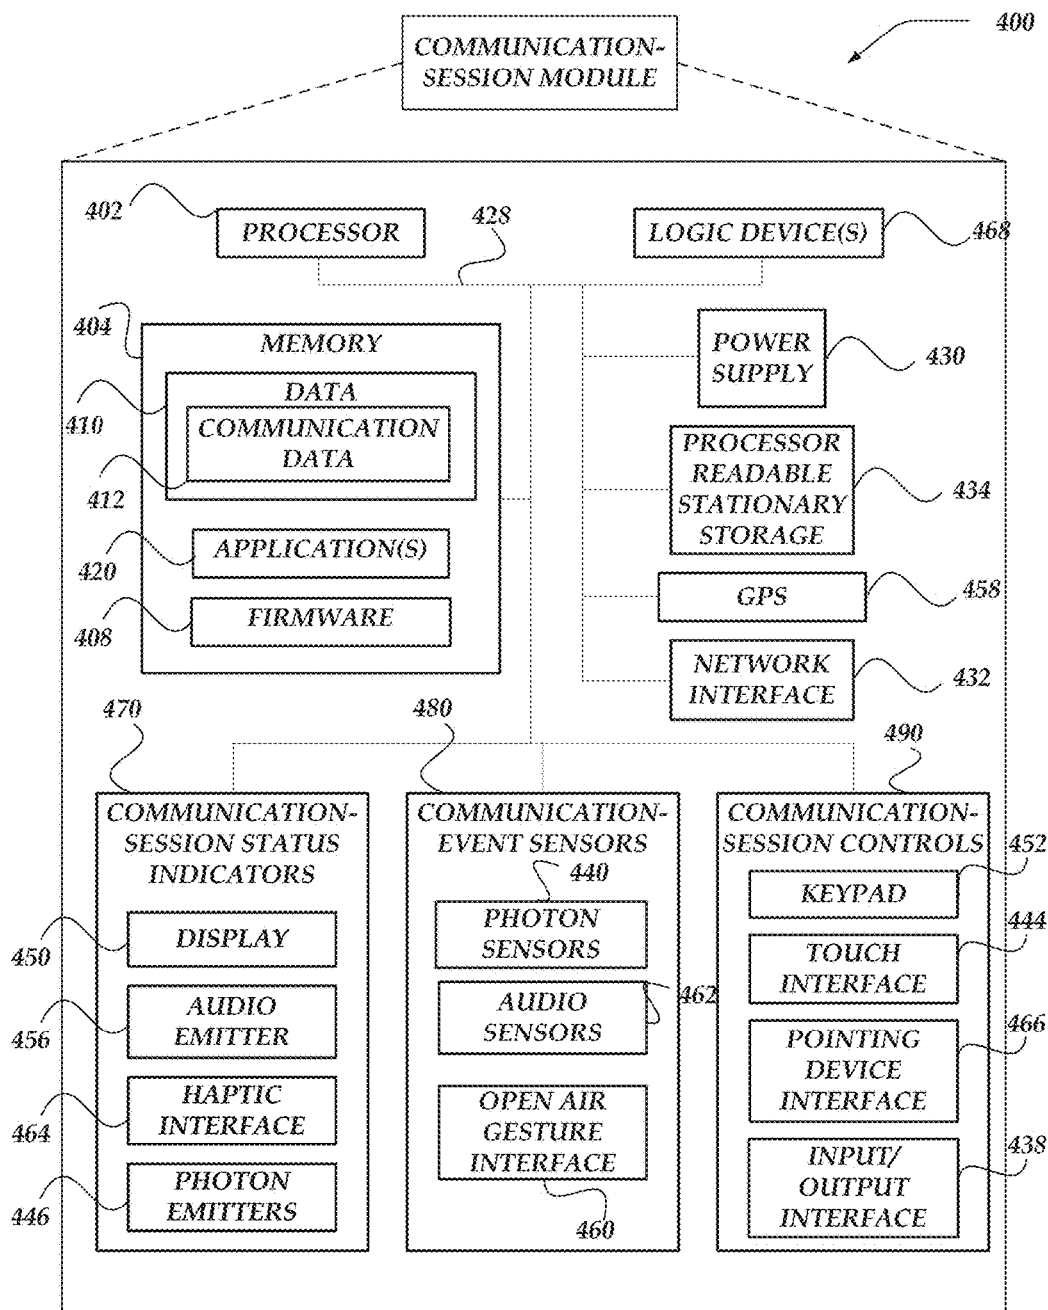 COMMUNICATION-
SESSION MODULE
400
402
PROCESSOR
428
LOGIC DEVICE(S)
468
404
MEMORY
410
DATA
COMMUNICATION
DATA
412
420
APPLICATION(S)
408
FIRMWARE
POWER
SUPPLY
430
PROCESSOR
READABLE
STATIONARY
STORAGE
434
GPS
458
NETWORK
INTERFACE
432
470
COMMUNICATION-
SESSION STATUS
INDICATORS
450
DISPLAY
456
AUDIO
EMITTER
464
HAPTIC
INTERFACE
446
PHOTON
EMITTERS
480
COMMUNICATION-
EVENT SENSORS
440
PHOTON
SENSORS
AUDIO
SENSORS
462
OPEN AIR
GESTURE
INTERFACE
460
490
COMMUNICATION-
SESSION CONTROLS
452
KEYPAD
444
TOUCH
INTERFACE
466
POINTING
DEVICE
INTERFACE
438
INPUT/
OUTPUT
INTERFACE